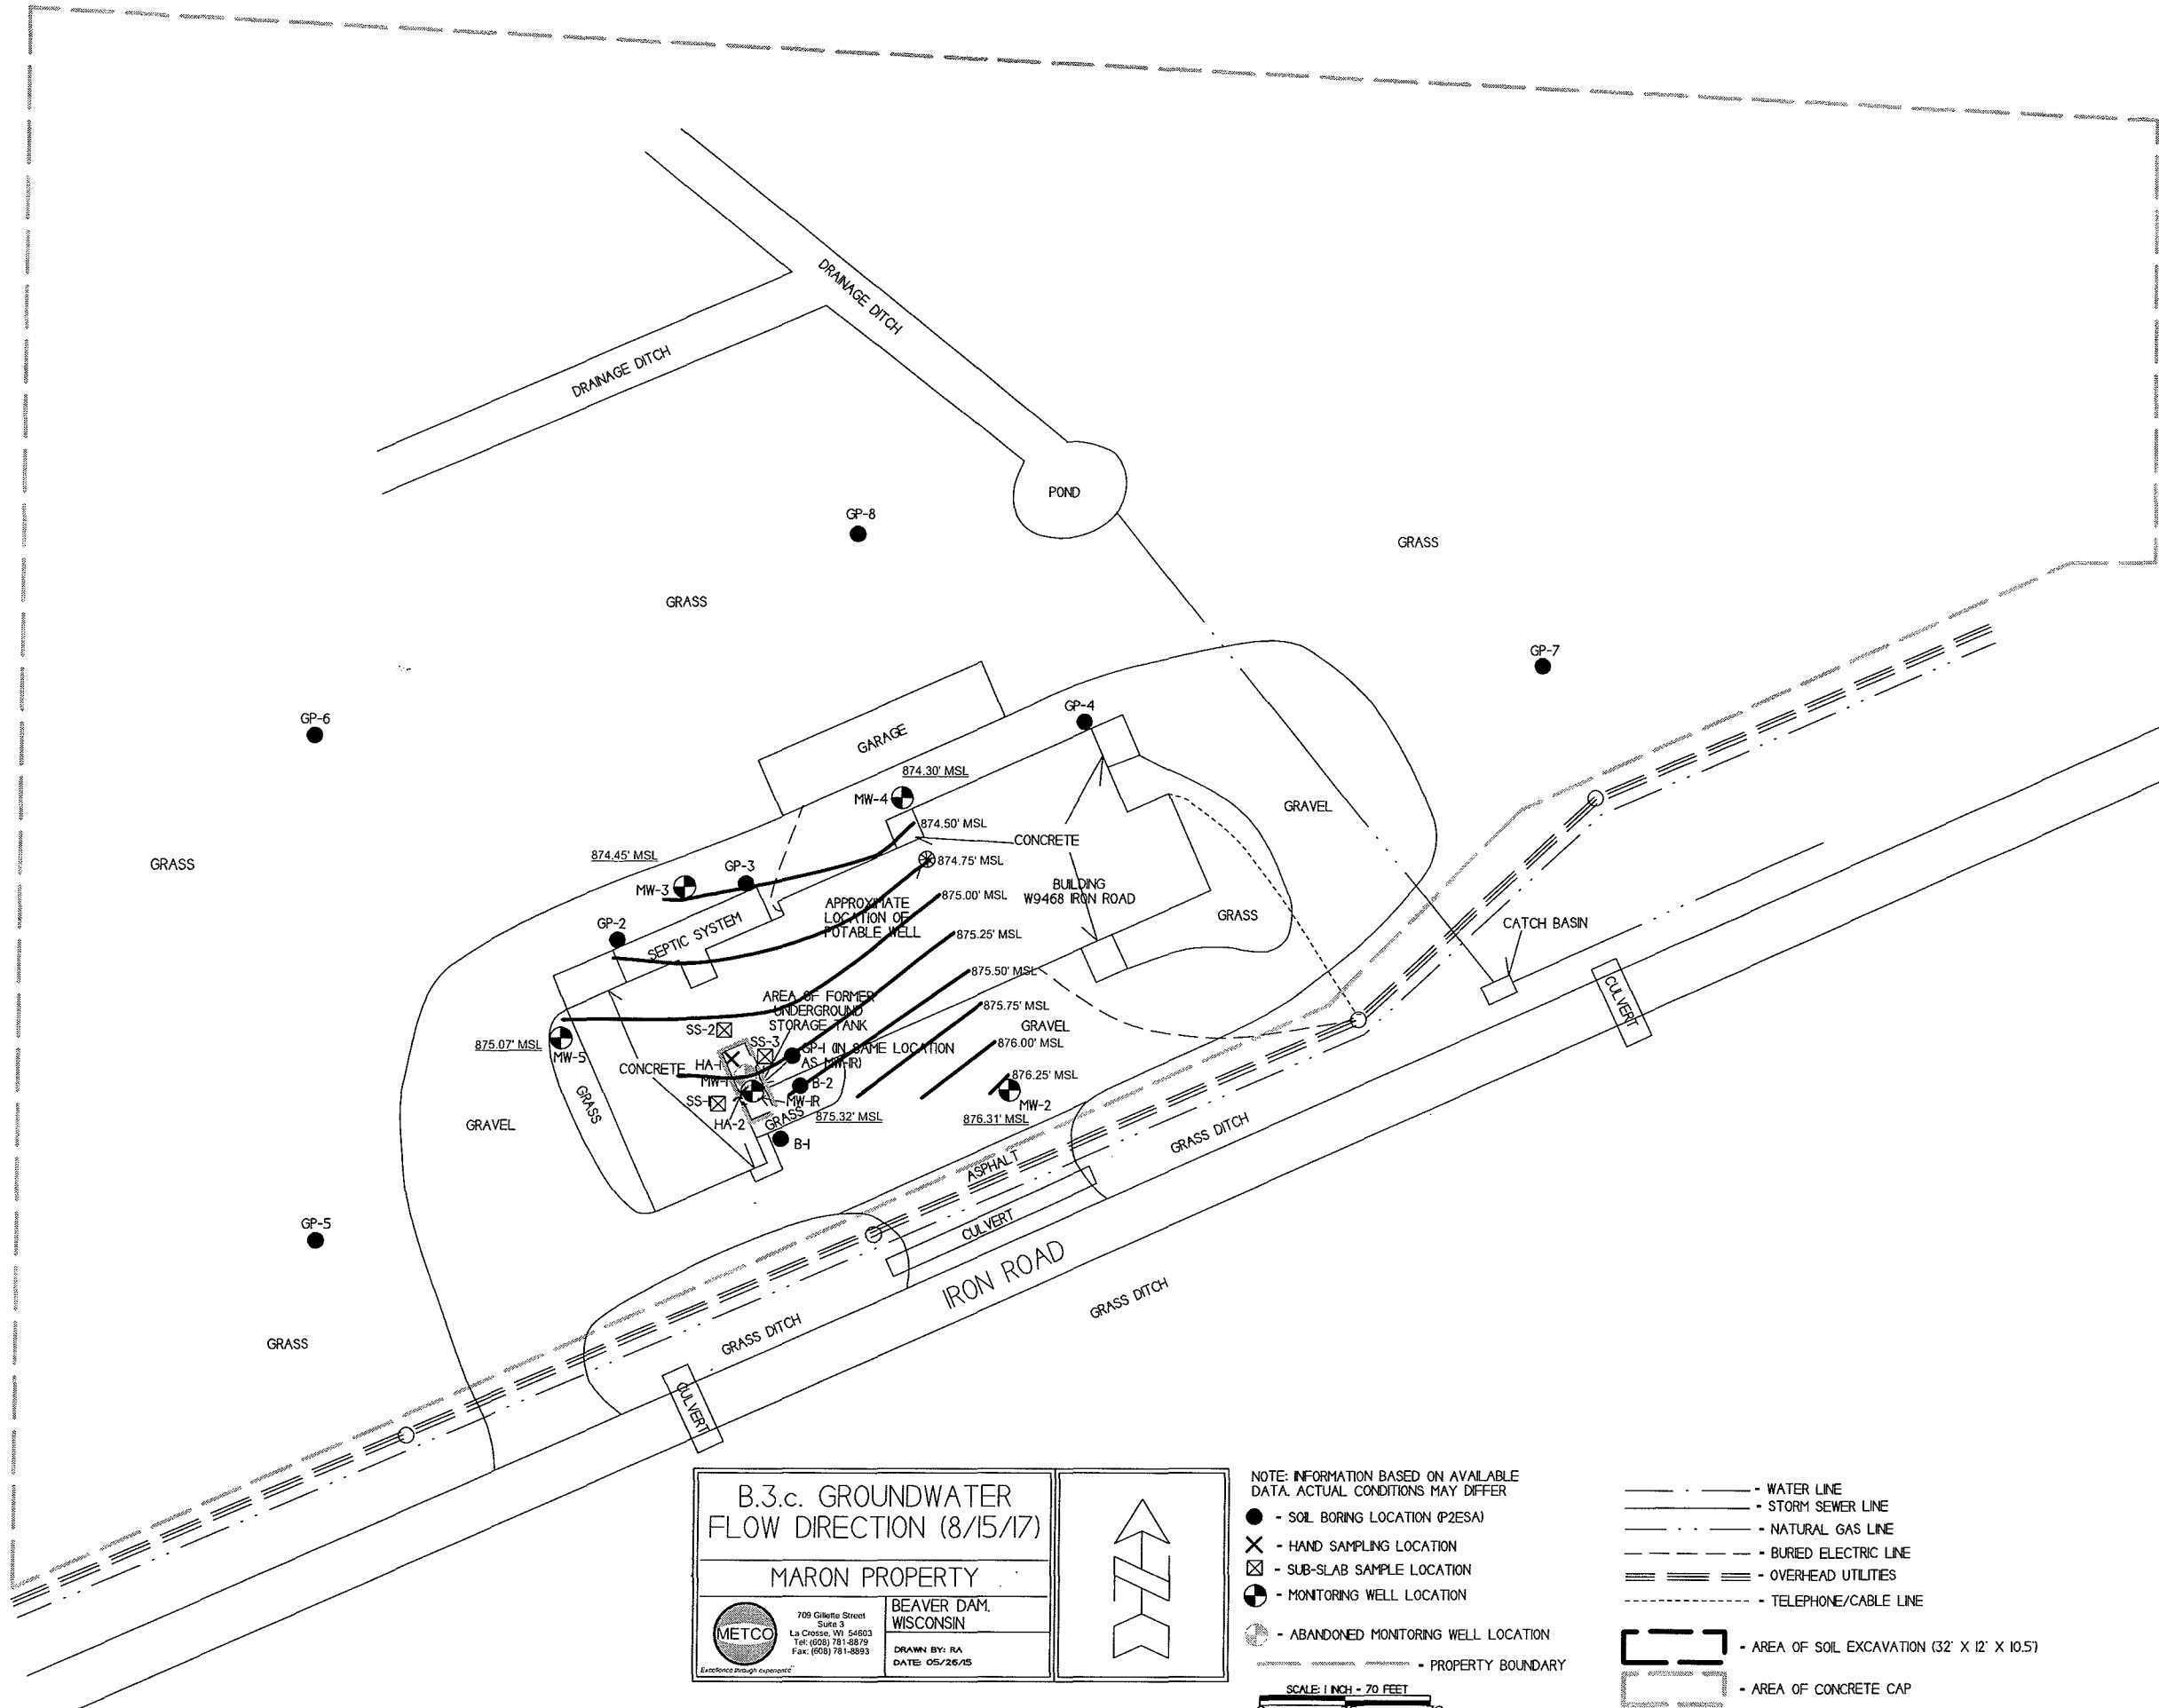 DRAINAGE DITCH
DRAINAGE DITCH
POND
GP-8
GRASS
GRASS
GP-7
GP-6
GP-4
GARAGE
874.30' MSL
MW-4
GRAVEL
874.50' MSL
CONCRETE
874.45' MSL
GP-3
874.75' MSL
GRASS
MW-3
BUILDING
W9468 IRON ROAD
875.00' MSL
APPROXIMATE
LOCATION OF
POTABLE WELL
GRASS
GP-2
SEPTIC SYSTEM
CATCH BASIN
875.25' MSL
875.50' MSL
CULVERT
AREA OF FORMER
UNDERGROUND
STORAGE TANK
875.75' MSL
GRAVEL
SS-2
875.07' MSL
MW-5
SS-3
GP-1 (IN SAME LOCATION
AS MW-1R)
876.00' MSL
CONCRETE
HA-1
MW-1
876.25' MSL
B-2
MW-1R
MW-2
SS-1
GRASS
875.32' MSL
876.31' MSL
HA-2
GRASS
GRAVEL
B-1
GRASS DITCH
ASPHALT
GP-5
CULVERT
IRON ROAD
GRASS DITCH
GRASS DITCH
GRASS
CULVERT
B.3.c. GROUNDWATER
FLOW DIRECTION (8/15/17)
MARON PROPERTY
METCO
Excellence through experience
709 Gillette Street
Suite 3
La Crosse, WI 54603
Tel: (608) 781-8879
Fax: (608) 781-8893
BEAVER DAM,
WISCONSIN
DRAWN BY: RA
DATE: 05/26/15
N
NOTE: INFORMATION BASED ON AVAILABLE
DATA. ACTUAL CONDITIONS MAY DIFFER
- SOIL BORING LOCATION (P2ESA)
- HAND SAMPLING LOCATION
- SUB-SLAB SAMPLE LOCATION
- MONITORING WELL LOCATION
- ABANDONED MONITORING WELL LOCATION
- PROPERTY BOUNDARY
SCALE: 1 INCH - 70 FEET
- WATER LINE
- STORM SEWER LINE
- NATURAL GAS LINE
- BURIED ELECTRIC LINE
- OVERHEAD UTILITIES
- TELEPHONE/CABLE LINE
- AREA OF SOIL EXCAVATION (32' X 12' X 10.5')
- AREA OF CONCRETE CAP